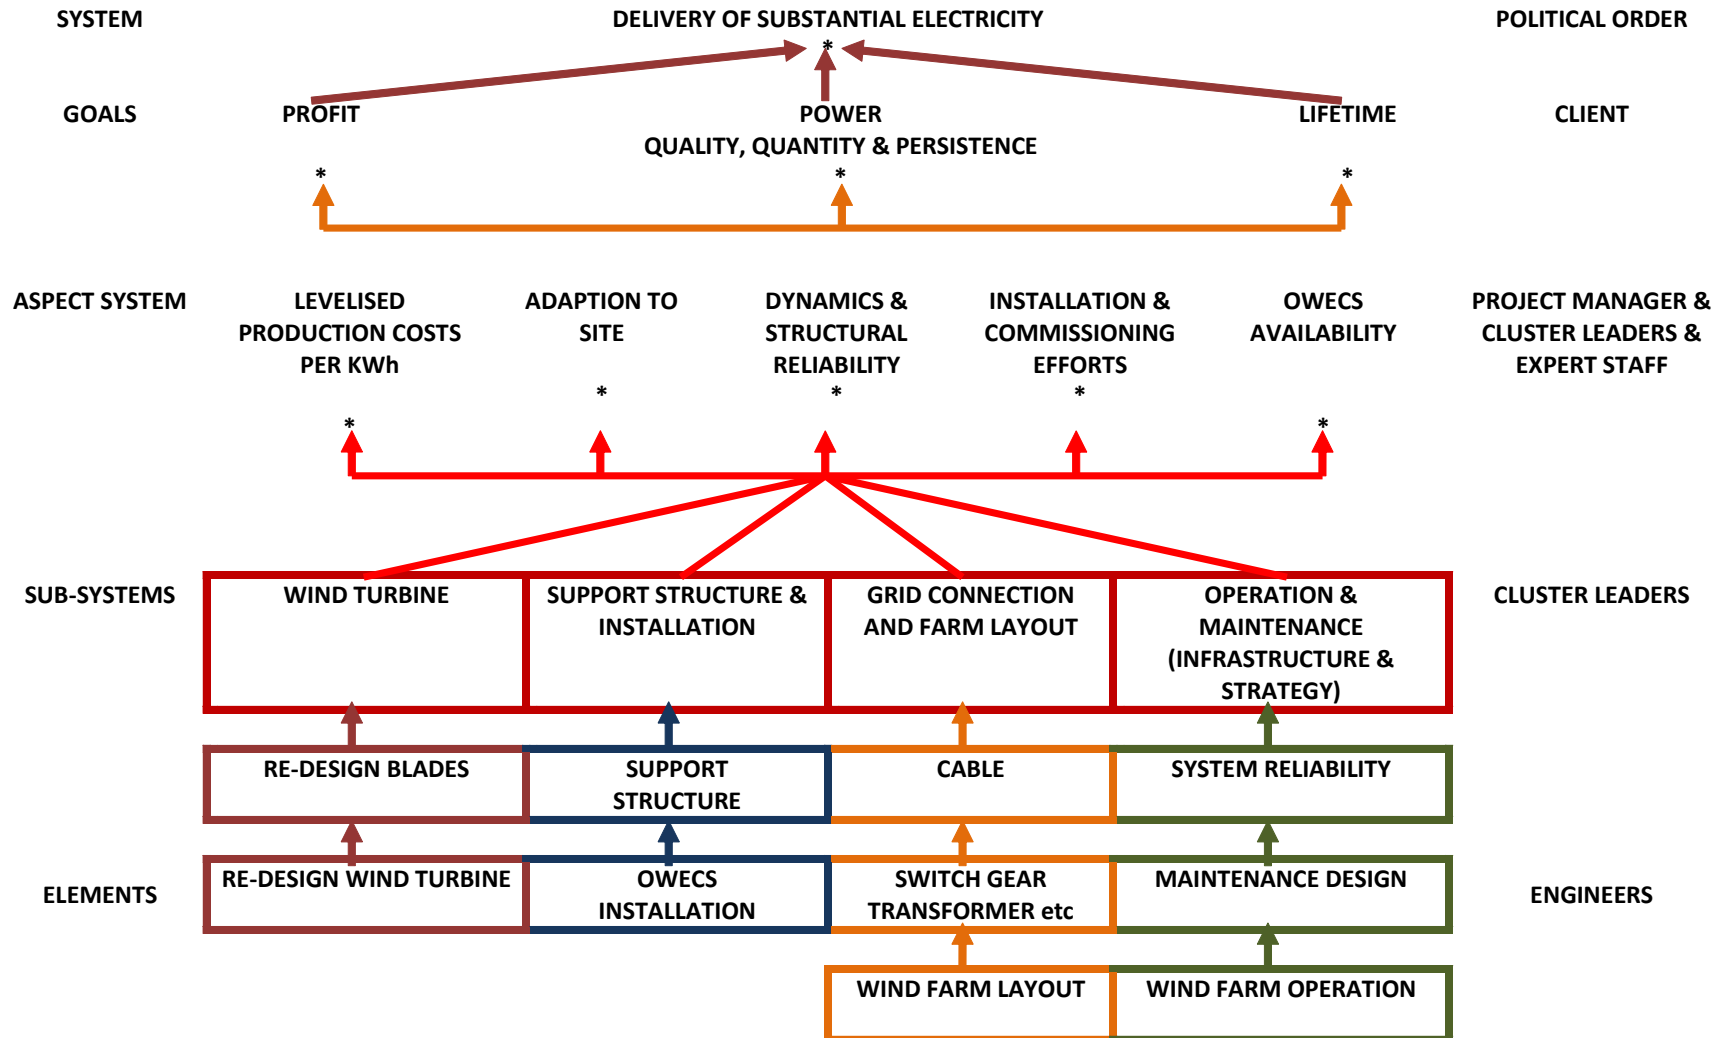 SYSTEM
DELIVERY OF SUBSTANTIAL ELECTRICITY
POLITICAL ORDER
*
GOALS
PROFIT
POWER
QUALITY, QUANTITY & PERSISTENCE
LIFETIME
CLIENT
*
*
*
ASPECT SYSTEM
LEVELISED
PRODUCTION COSTS
PER KWh
*
ADAPTION TO
SITE
*
DYNAMICS &
STRUCTURAL
RELIABILITY
*
INSTALLATION &
COMMISSIONING
EFFORTS
*
OWECS
AVAILABILITY
*
PROJECT MANAGER &
CLUSTER LEADERS &
EXPERT STAFF
SUB-SYSTEMS
WIND TURBINE
SUPPORT STRUCTURE &
INSTALLATION
GRID CONNECTION
AND FARM LAYOUT
OPERATION &
MAINTENANCE
(INFRASTRUCTURE &
STRATEGY)
CLUSTER LEADERS
RE-DESIGN BLADES
SUPPORT
STRUCTURE
CABLE
SYSTEM RELIABILITY
ELEMENTS
RE-DESIGN WIND TURBINE
OWECS
INSTALLATION
SWITCH GEAR
TRANSFORMER etc
MAINTENANCE DESIGN
ENGINEERS
WIND FARM LAYOUT
WIND FARM OPERATION